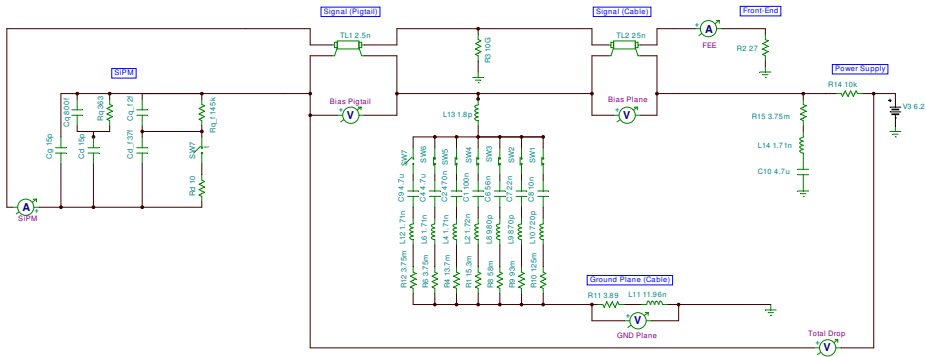 Signal (Pigtail)
Signal (Cable)
Front-End
TL1 2.5n
TL2 25n
A
FEE
R3 10G
R2 27
SiPM
Power Supply
R14 10k
V3 6.2
Cq 800f
Rq 363
Cq_f 2f
Rq_f 145k
Bias Pigtail
V
L13 1.8p
Bias Plane
V
R15 3.75m
L14 1.71n
C10 4.7u
Cg 15p
Cd 15p
Cd_f 37f
SW7
Rd 10
A
SiPM
SW7
SW6
SW5
SW4
SW3
SW2
SW1
C9 4.7u
C4 4.7u
C2 470n
C1 100n
C6 56n
C7 22n
C8 10n
L12 1.71n
L6 1.71n
L4 1.71n
L2 1.72n
L8 980p
L9 870p
L10 720p
R12 3.75m
R6 3.75m
R4 13.7m
R1 15.3m
R8 58m
R9 93m
R10 125m
Ground Plane (Cable)
R11 3.89
L11 11.96n
V
GND Plane
Total Drop
V